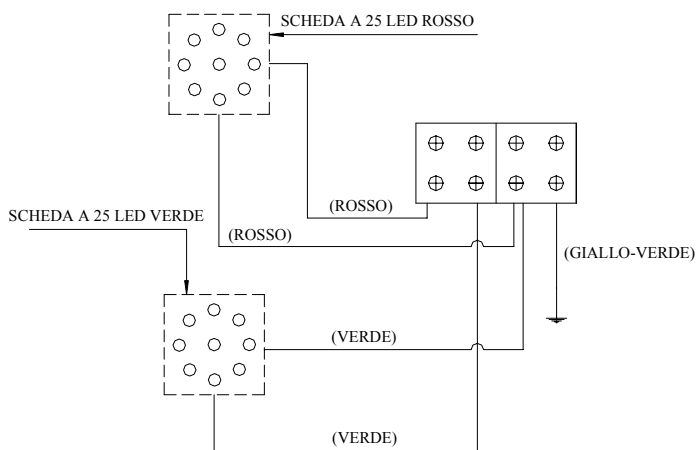 SCHEDA A 25 LED ROSSO
(ROSSO)
SCHEDA A 25 LED VERDE
(ROSSO)
(GIALLO-VERDE)
(VERDE)
(VERDE)